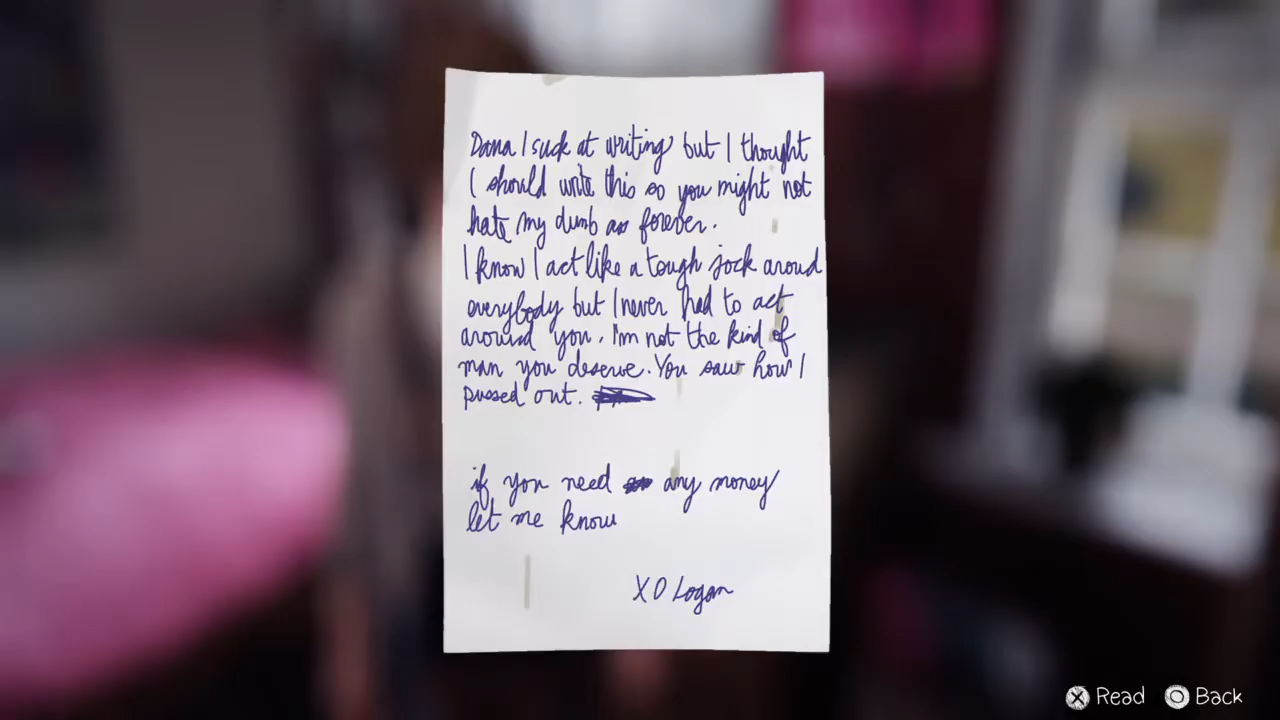 Dana I suck at writing but I thought
I should write this so you might not
hate my dumb ass forever.
I know I act like a tough jock aroud
everybody but I never had to act
around you. I'm not the kind of
man you deserve. You saw how I
pussed out.
if you need any money
let me know
XO Logan
Read Back